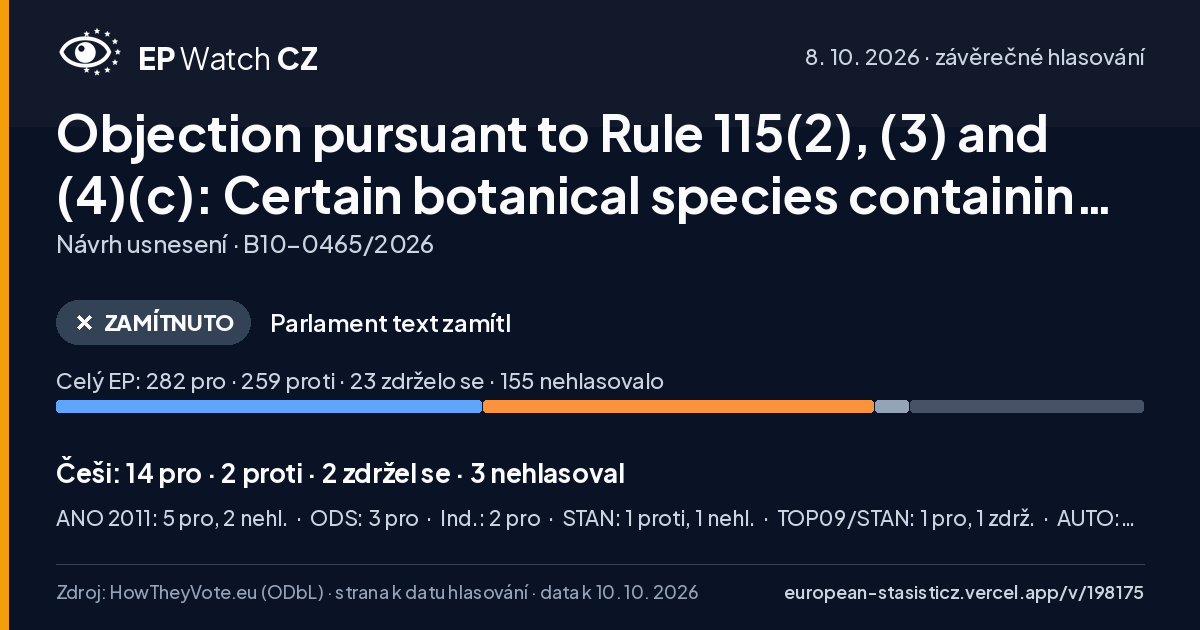 EP Watch CZ
8. 10. 2026 · závěrečné hlasování
Objection pursuant to Rule 115(2), (3) and
(4)(c): Certain botanical species containin…
Návrh usnesení · B10-0465/2026
✕ ZAMÍTNUTO
Parlament text zamítl
Celý EP: 282 pro · 259 proti · 23 zdrželo se · 155 nehlasovalo
Češi: 14 pro · 2 proti · 2 zdržel se · 3 nehlasoval
ANO 2011: 5 pro, 2 nehl. · ODS: 3 pro · Ind.: 2 pro · STAN: 1 proti, 1 nehl. · TOP09/STAN: 1 pro, 1 zdrž. · AUTO:…
Zdroj: HowTheyVote.eu (ODbL) · strana k datu hlasování · data k 10. 10. 2026
european-stasisticz.vercel.app/v/198175